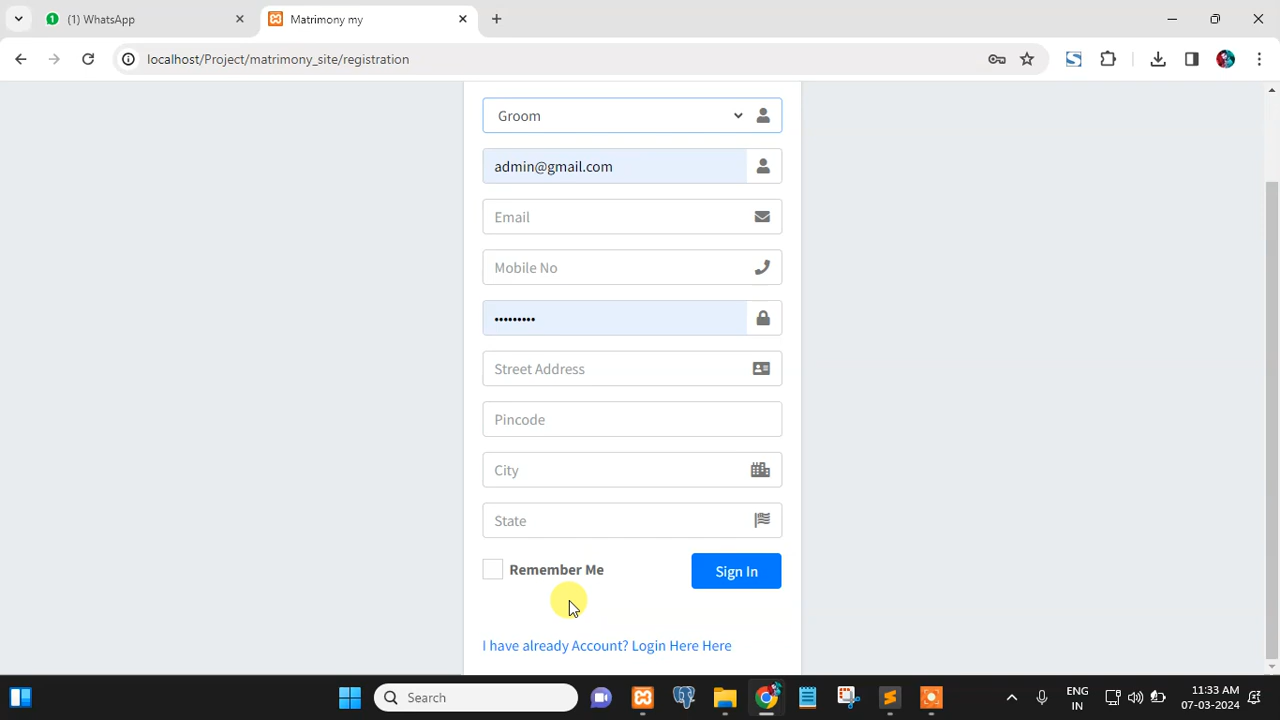 (1) WhatsApp
Matrimony my
localhost/Project/matrimony_site/registration
Groom
admin@gmail.com
Email
Mobile No
•••••••••
Street Address
Pincode
City
State
Remember Me
Sign In
I have already Account? Login Here Here
Search
ENG
IN
11:33 AM
07-03-2024